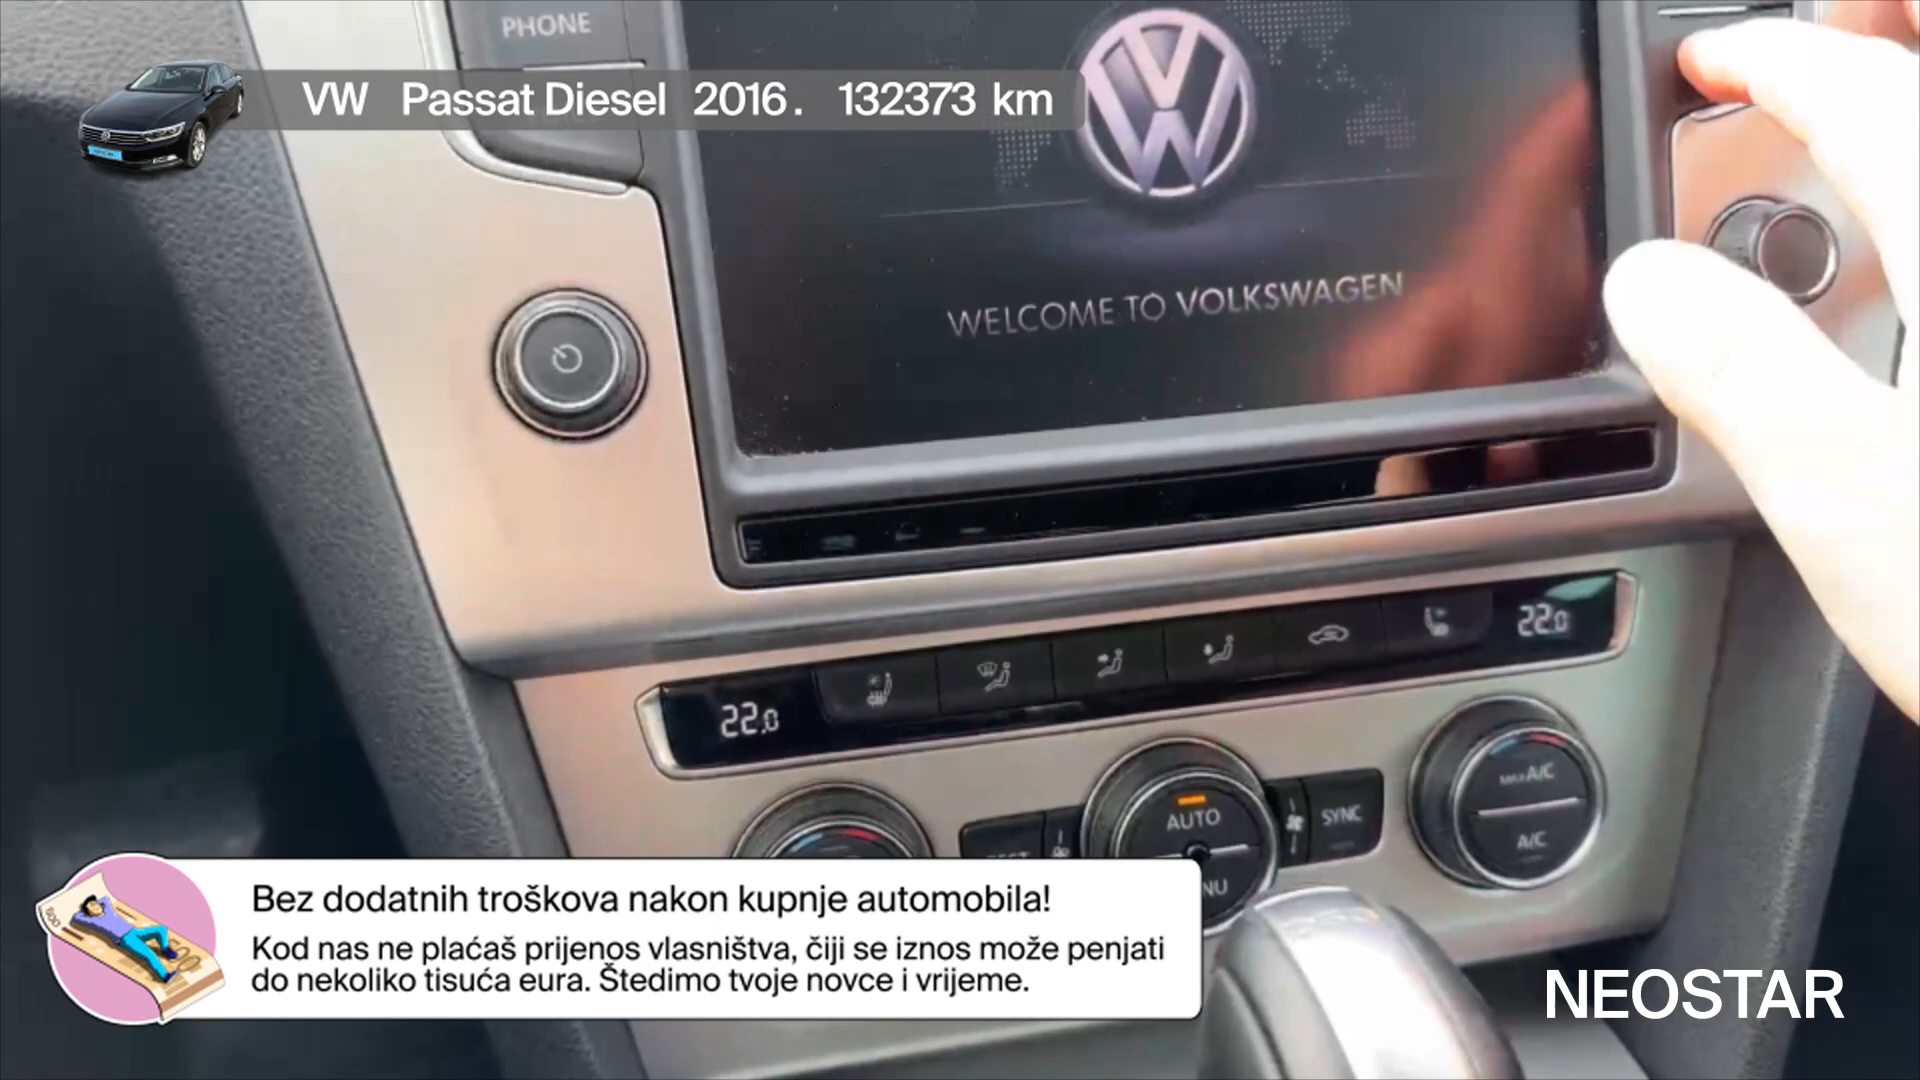 PHONE
VW Passat Diesel 2016. 132373 km
WELCOME TO VOLKSWAGEN
22.0
22.0
MAX A/C
AUTO
SYNC
A/C
NU
Bez dodatnih troškova nakon kupnje automobila!
Kod nas ne plaćaš prijenos vlasništva, čiji se iznos može penjati
do nekoliko tisuća eura. Štedimo tvoje novce i vrijeme.
NEOSTAR